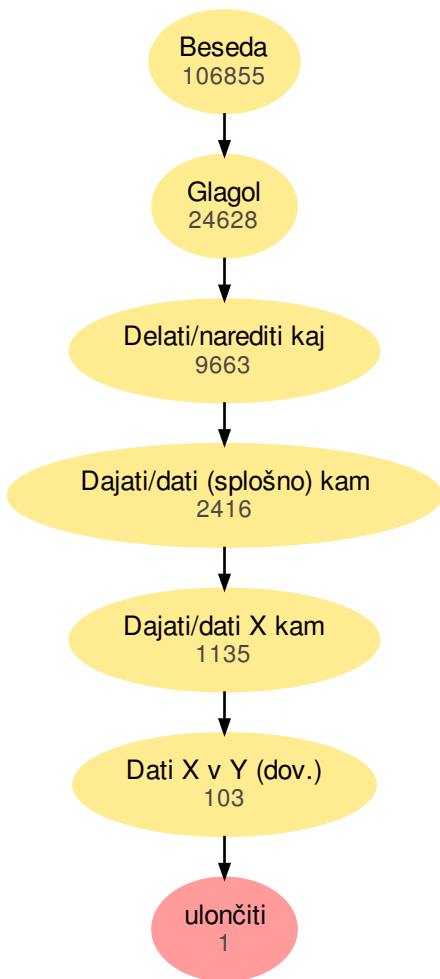 Beseda
106855
Glagol
24628
Delati/narediti kaj
9663
Dajati/dati (splošno) kam
2416
Dajati/dati X kam
1135
Dati X v Y (dov.)
103
ulončiti
1